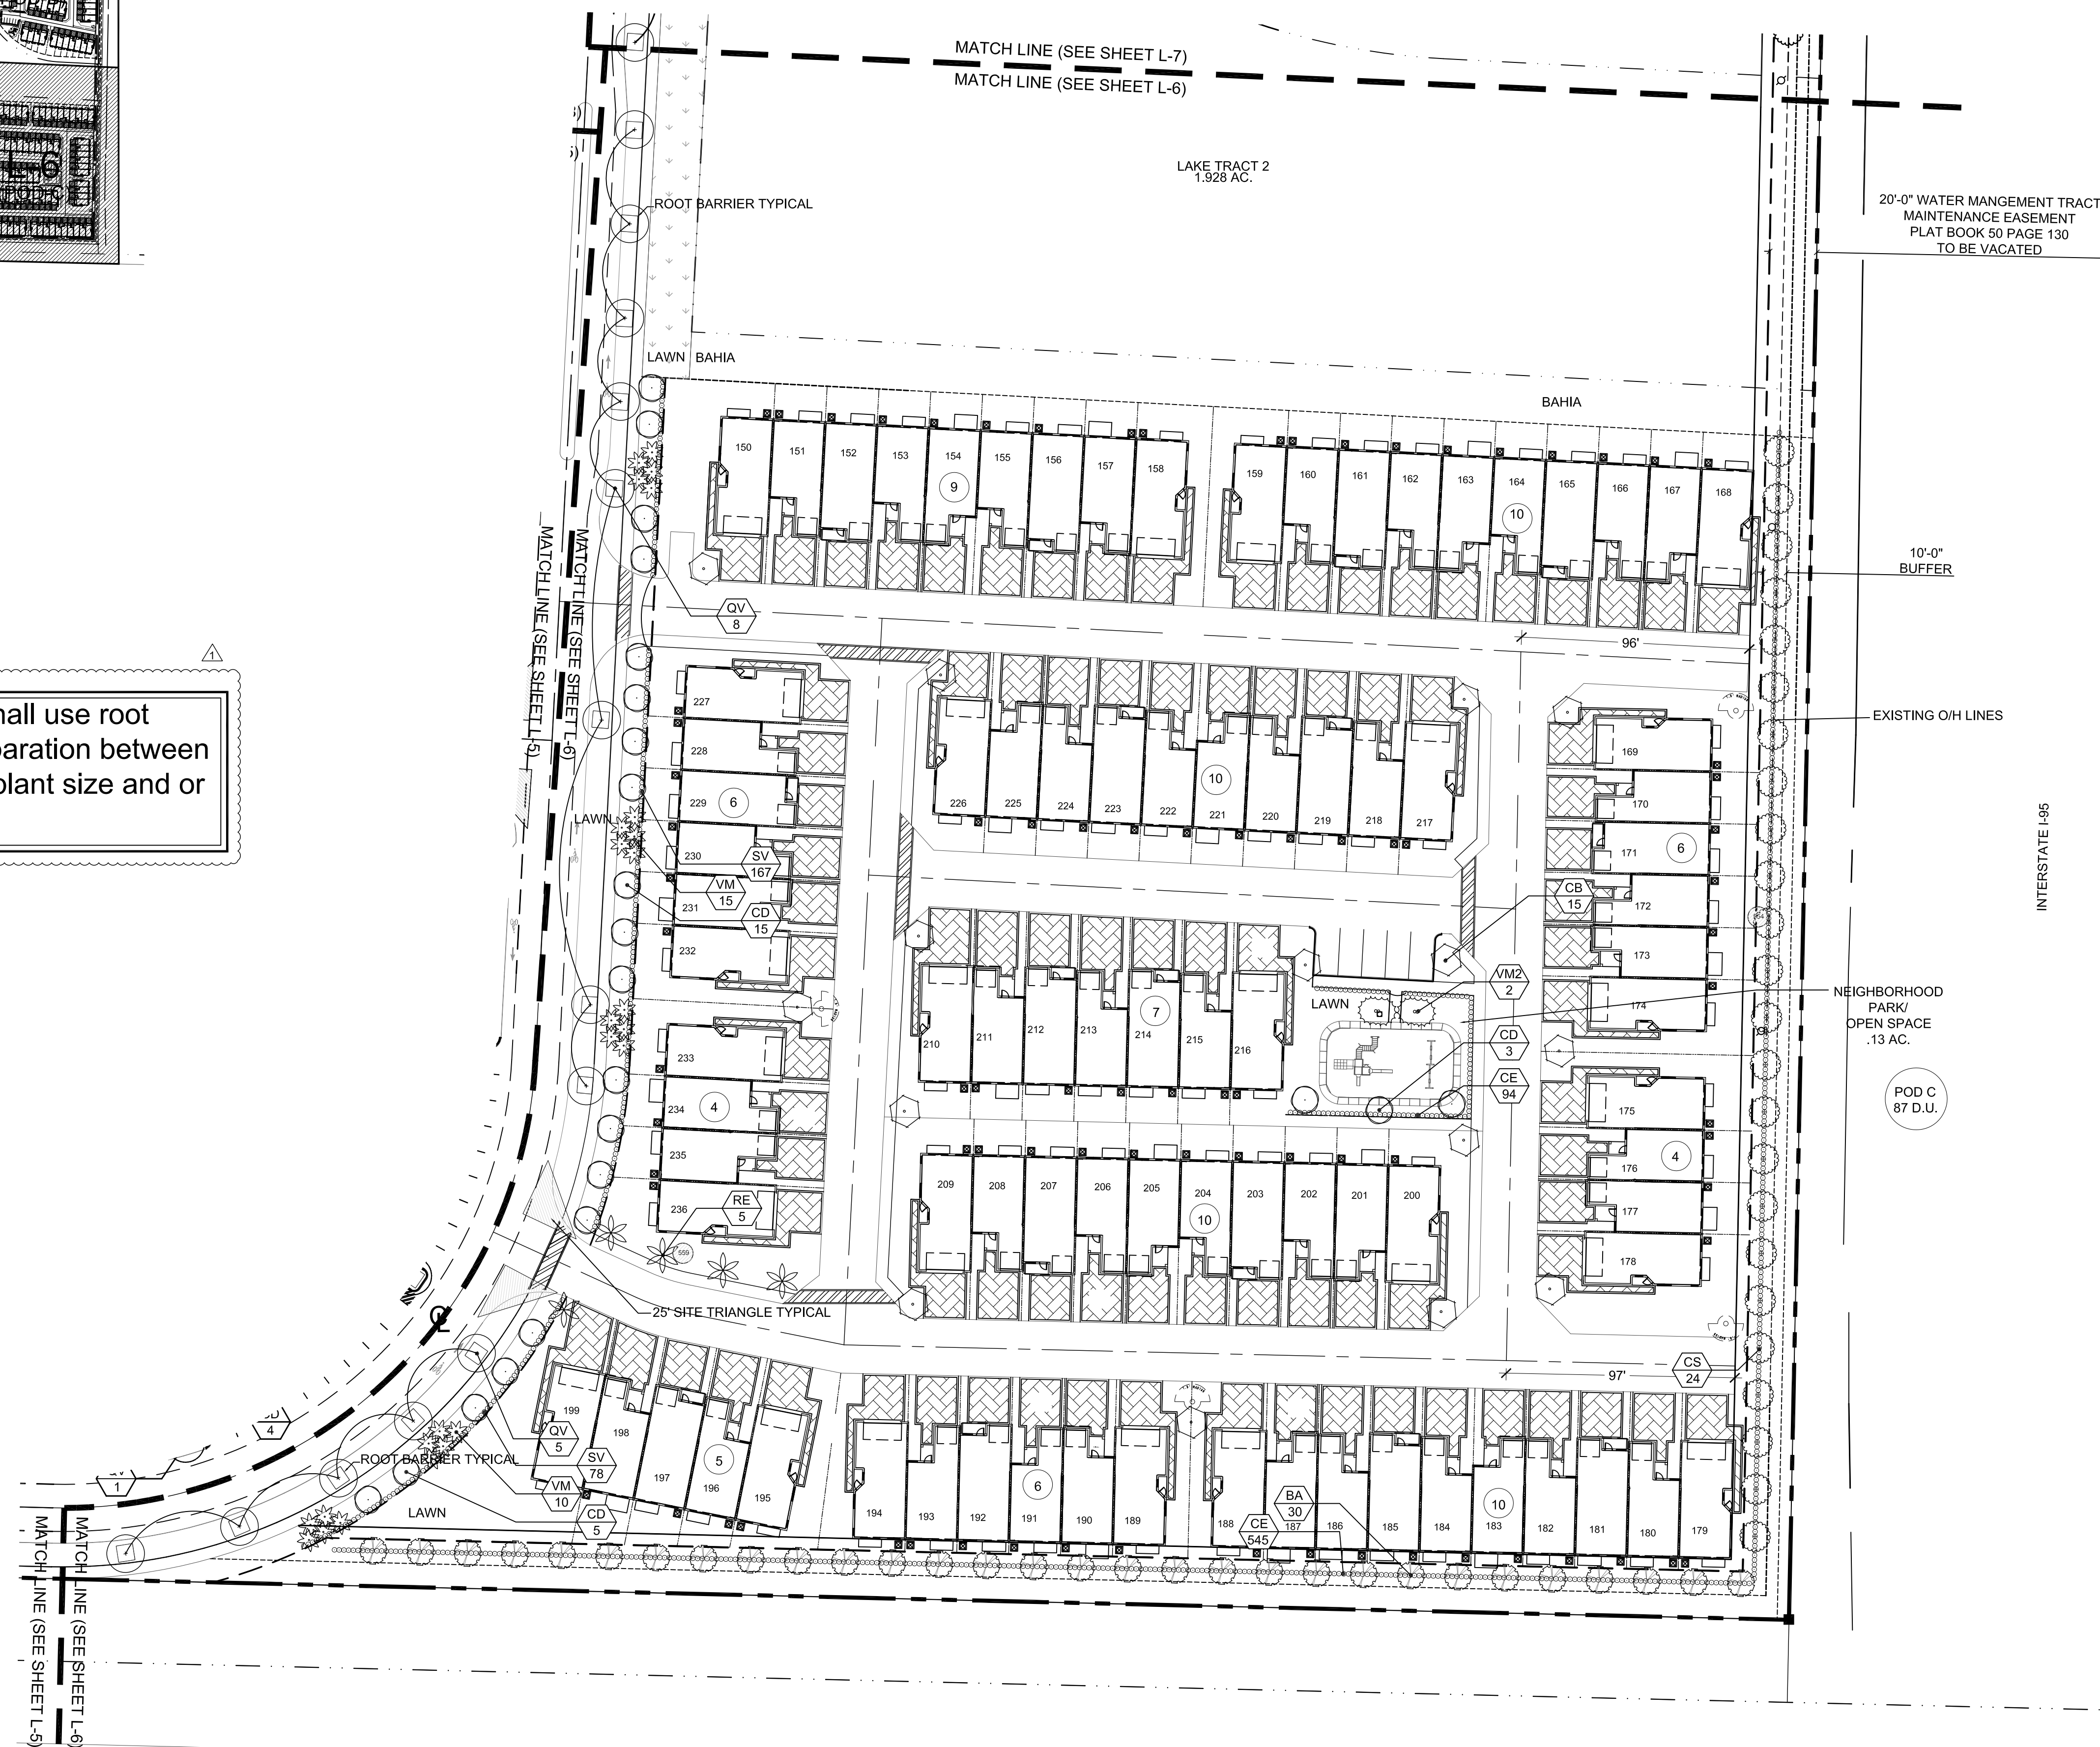 MATCH LINE (SEE SHEET L-7)
MATCH LINE (SEE SHEET L-6)
L-6
POD C
LAKE TRACT 2
1.928 AC.
ROOT BARRIER TYPICAL
20'-0" WATER MANGEMENT TRACT
MAINTENANCE EASEMENT
PLAT BOOK 50 PAGE 130
TO BE VACATED
LAWN BAHIA
BAHIA
150 151 152 153 154 155 156 157 158
9
159 160 161 162 163 164 165 166 167 168
10
10'-0"
BUFFER
MATCH LINE (SEE SHEET L-5)
MATCH LINE (SEE SHEET L-6)
QV
8
96'
1
hall use root
paration between
plant size and or
227
228
229
6
230
231
232
LAWN
SV
167
VM
15
CD
15
226 225 224 223 222 221 220 219 218 217
10
EXISTING O/H LINES
169
170
171
6
172
173
174
INTERSTATE I-95
CB
15
VM2
2
LAWN
NEIGHBORHOOD
PARK/
OPEN SPACE
.13 AC.
CD
3
CE
94
210 211 212 213 214 215 216
7
POD C
87 D.U.
233
234
4
235
236
RE
5
559
175
176
4
177
178
209 208 207 206 205 204 203 202 201 200
10
25' SITE TRIANGLE TYPICAL
CL
CS
24
97'
4
1
QV
5
SV
78
VM
10
CD
5
ROOT BARRIER TYPICAL
LAWN
199 198 197 196 195
5
194 193 192 191 190 189
6
188 187 186 185 184 183 182 181 180 179
10
BA
30
CE
545
MATCH LINE (SEE SHEET L-5)
MATCH LINE (SEE SHEET L-6)